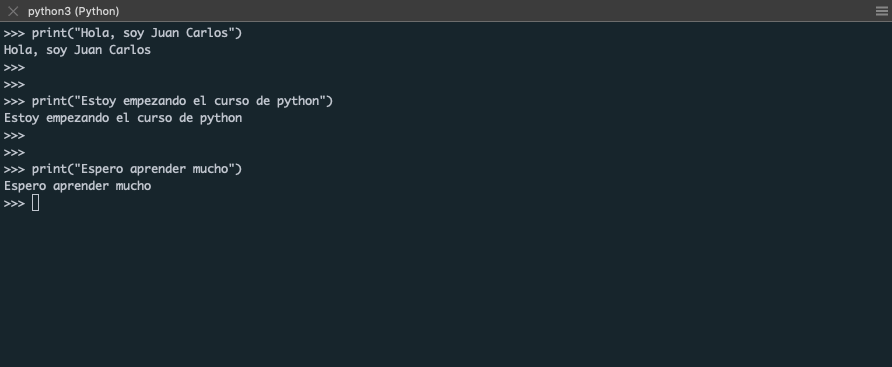 python3 (Python)
>>> print("Hola, soy Juan Carlos")
Hola, soy Juan Carlos
>>>
>>>
>>> print("Estoy empezando el curso de python")
Estoy empezando el curso de python
>>>
>>>
>>> print("Espero aprender mucho")
Espero aprender mucho
>>>